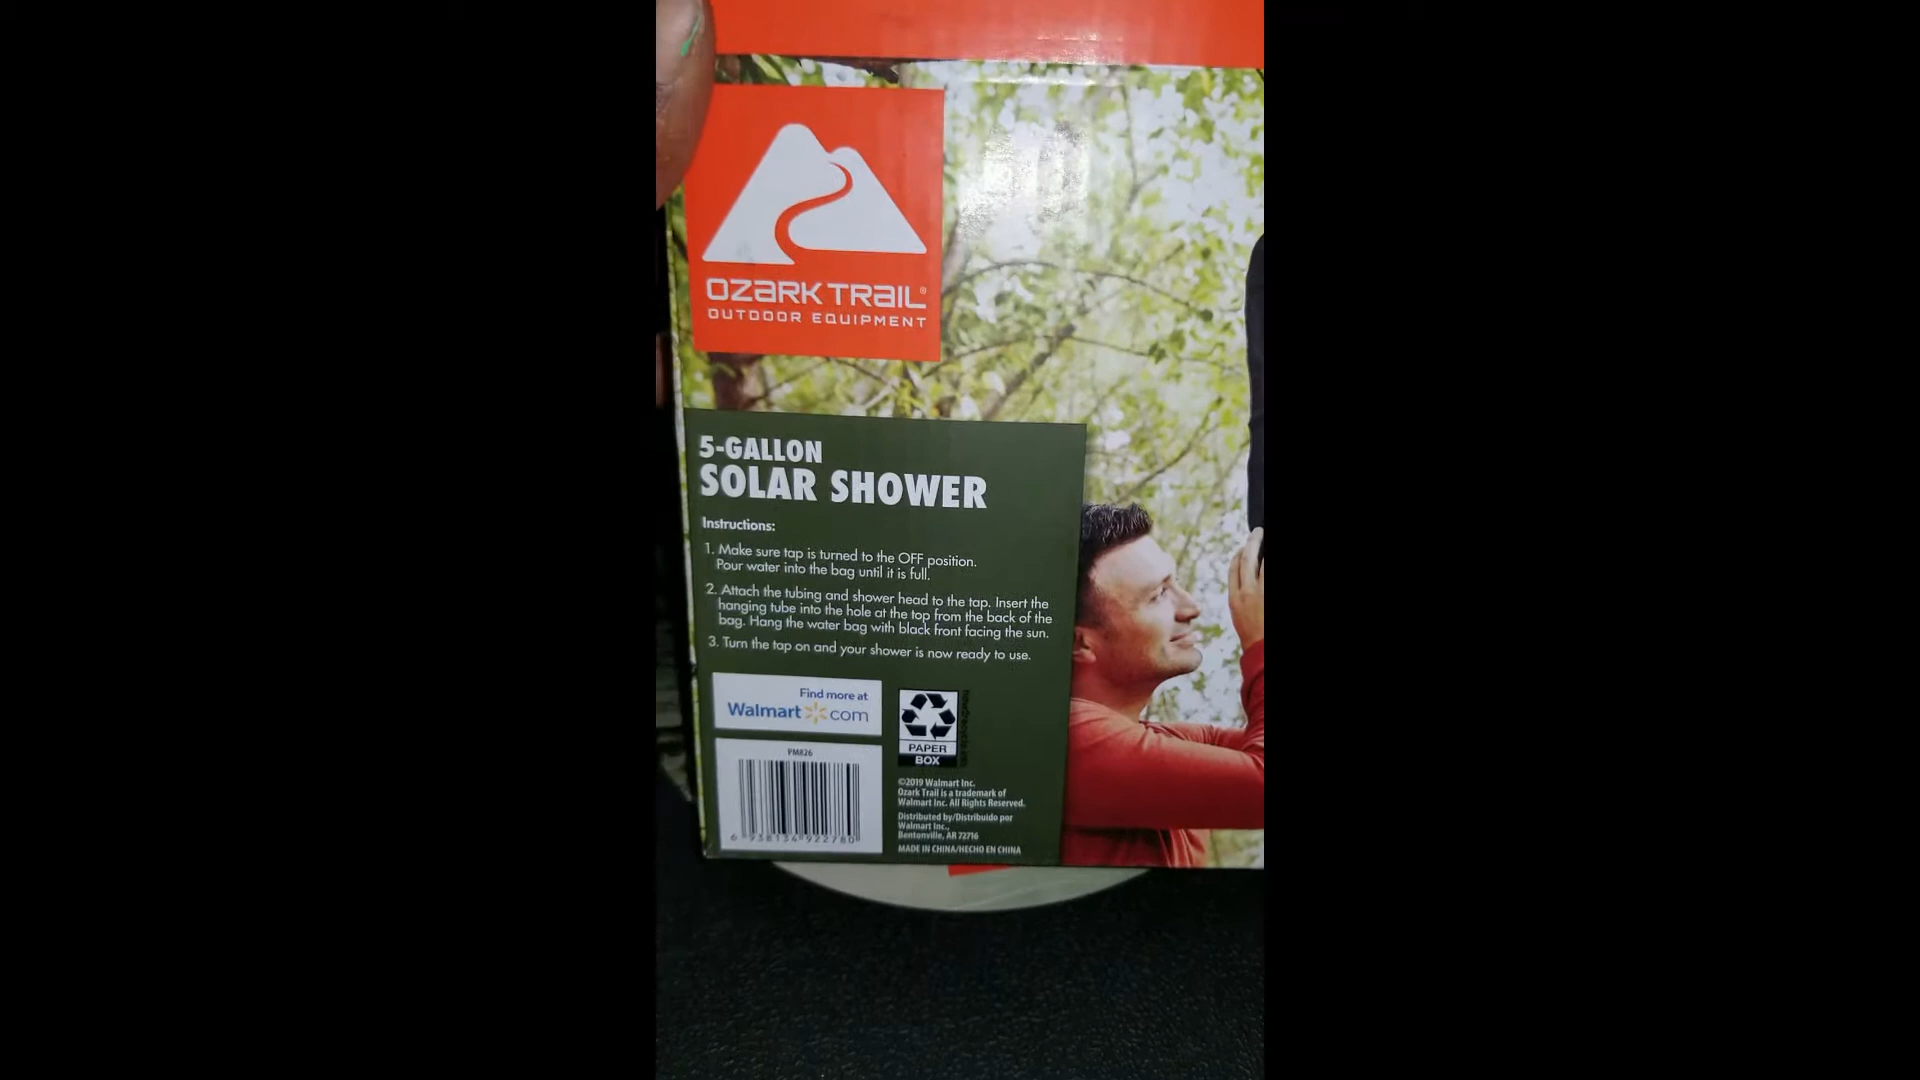 OZARK TRAIL®
OUTDOOR EQUIPMENT
5-GALLON
SOLAR SHOWER
Instructions:
1. Make sure tap is turned to the OFF position.
Pour water into the bag until it is full.
2. Attach the tubing and shower head to the tap. Insert the
hanging tube into the hole at the top from the back of the
bag. Hang the water bag with black front facing the sun.
3. Turn the tap on and your shower is now ready to use.
Find more at
Walmart com
PM826
6 938134 922780
PAPER
BOX
©2019 Walmart Inc.
Ozark Trail is a trademark of
Walmart Inc. All Rights Reserved.
Distributed by/Distribuido por
Walmart Inc.,
Bentonville, AR 72716
MADE IN CHINA/HECHO EN CHINA